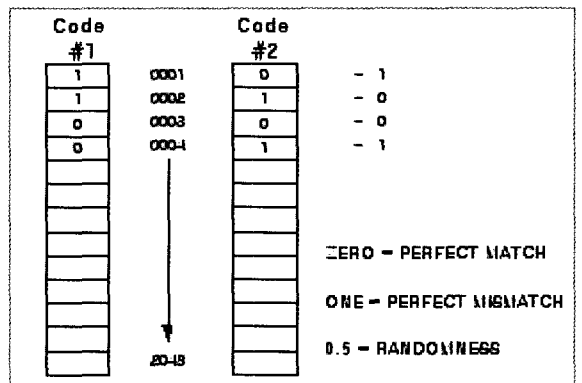 Code Code
#1 #2
1 0001 0 - 1
1 0002 1 - 0
0 0003 0 - 0
0 0004 1 - 1
ZERO - PERFECT MATCH
ONE - PERFECT MISMATCH
2048
0.5 - RANDOMNESS